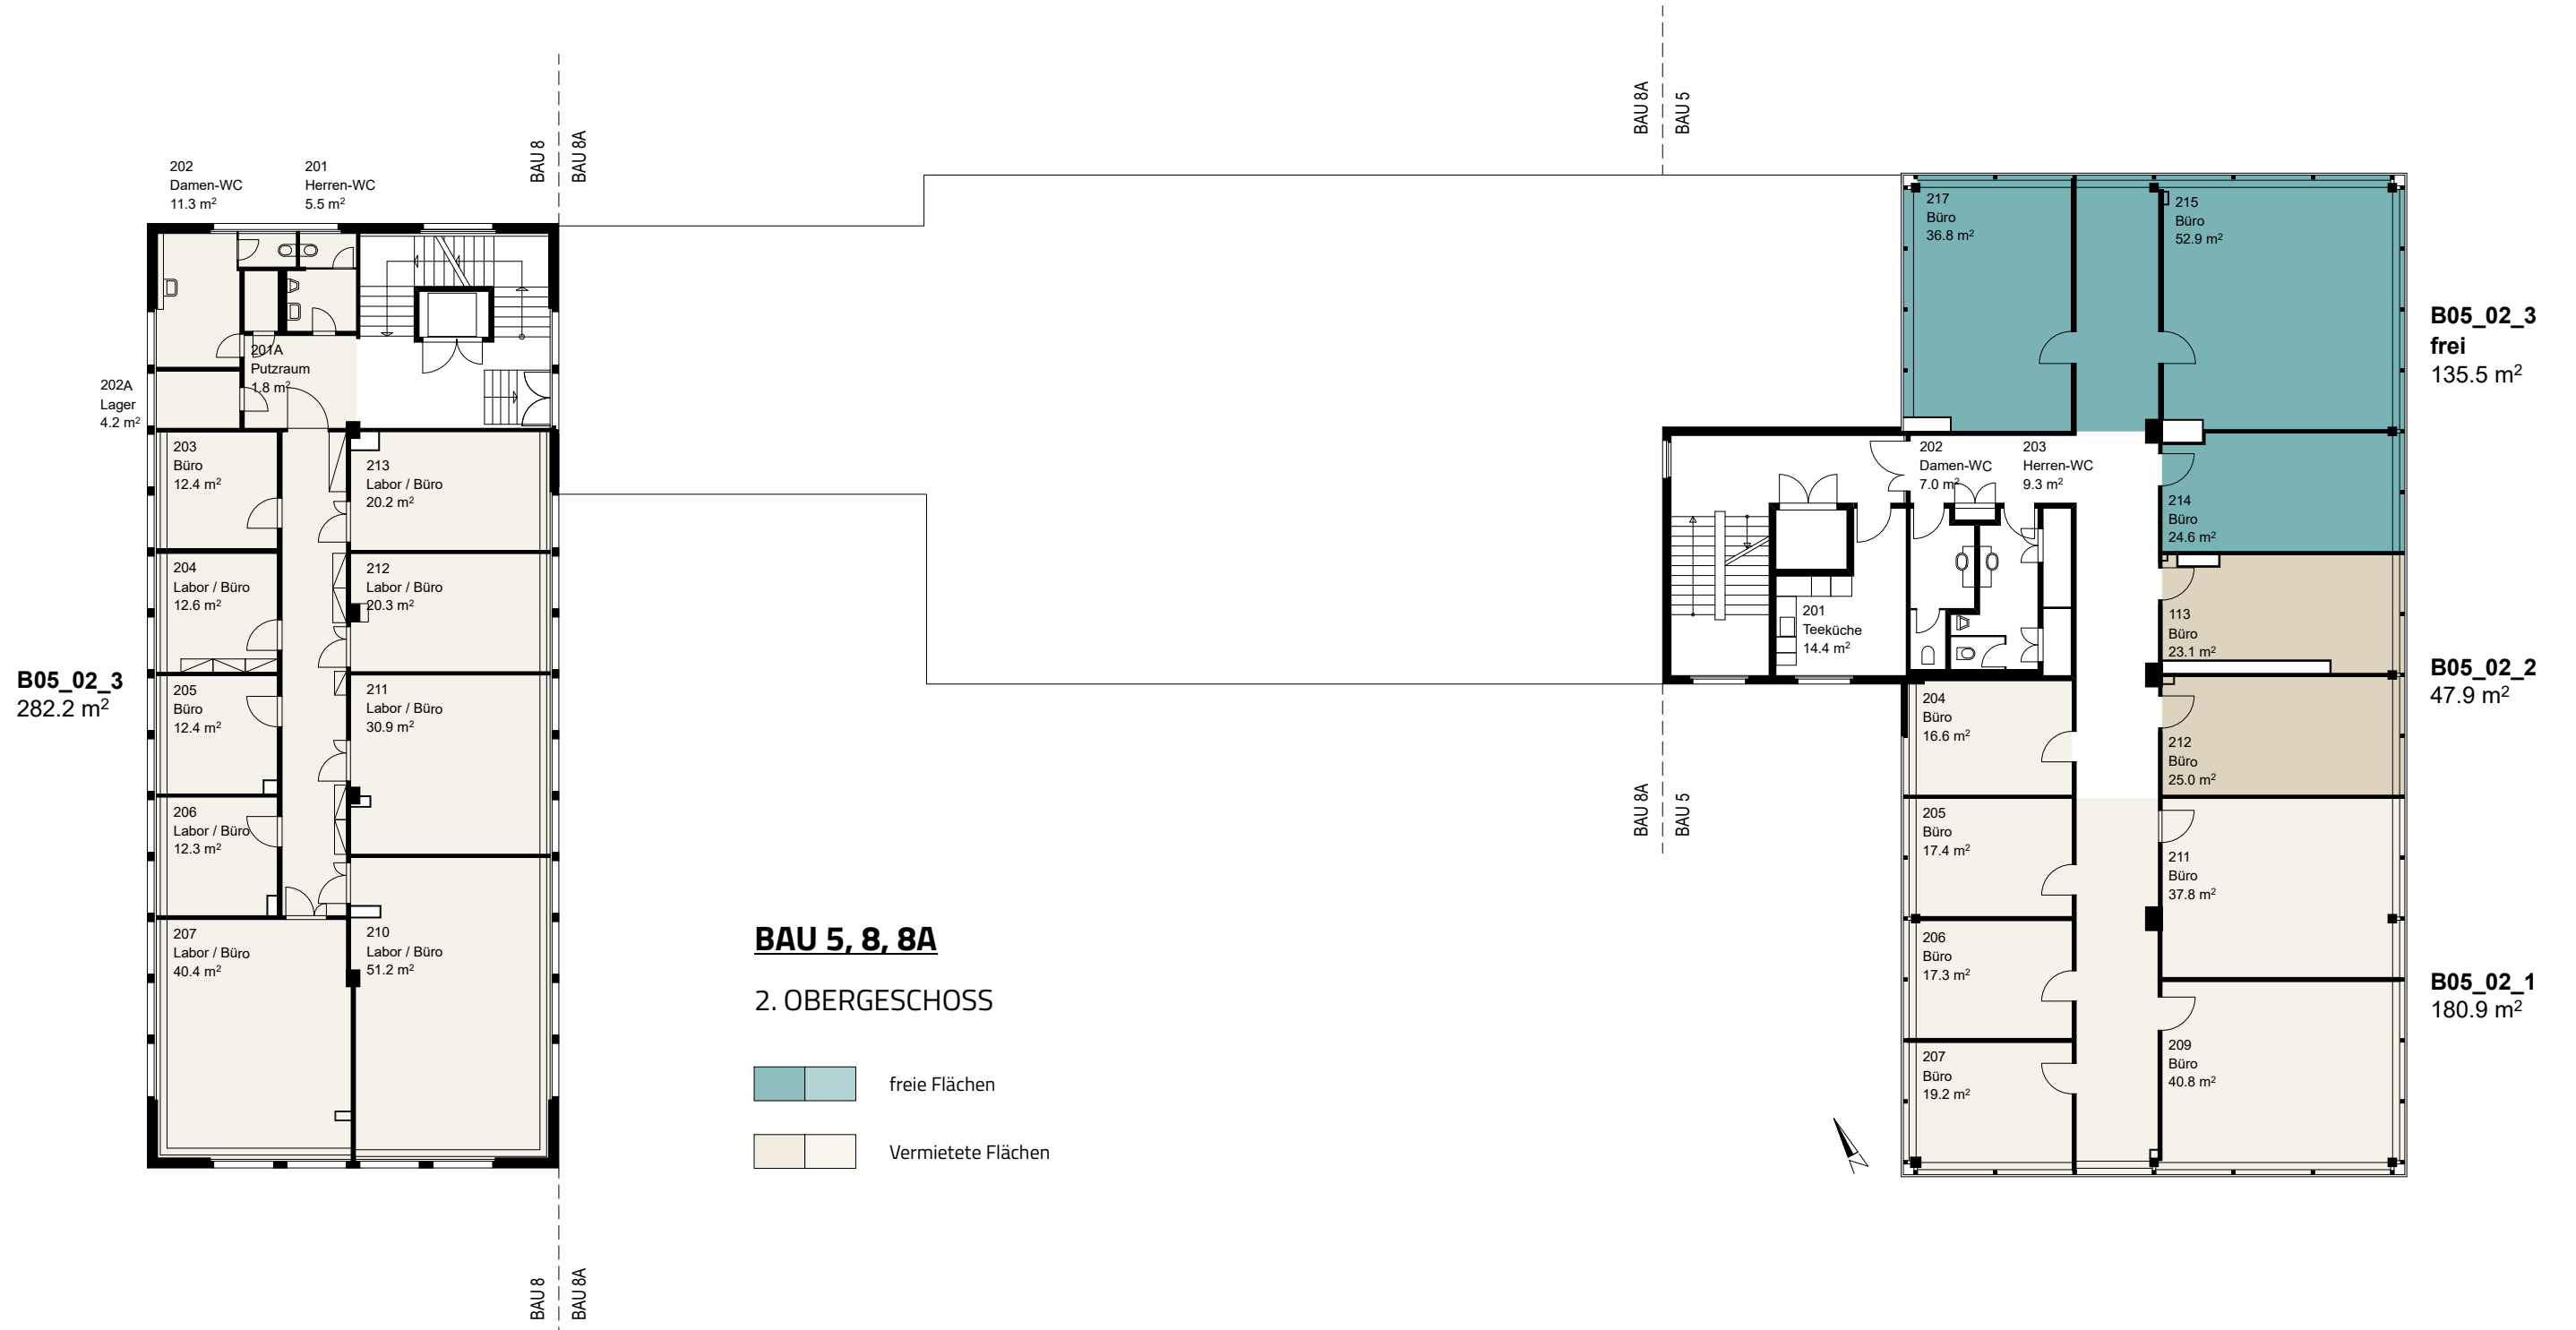 BAU 8
BAU 8A
BAU 8A
BAU 5
202
Damen-WC
11.3 m²
201
Herren-WC
5.5 m²
201A
Putzraum
1.8 m²
202A
Lager
4.2 m²
203
Büro
12.4 m²
213
Labor / Büro
20.2 m²
204
Labor / Büro
12.6 m²
212
Labor / Büro
20.3 m²
B05_02_3
282.2 m²
205
Büro
12.4 m²
211
Labor / Büro
30.9 m²
206
Labor / Büro
12.3 m²
207
Labor / Büro
40.4 m²
210
Labor / Büro
51.2 m²
BAU 8
BAU 8A
BAU 5, 8, 8A
2. OBERGESCHOSS
freie Flächen
Vermietete Flächen
217
Büro
36.8 m²
215
Büro
52.9 m²
B05_02_3
frei
135.5 m²
202
Damen-WC
7.0 m²
203
Herren-WC
9.3 m²
214
Büro
24.6 m²
201
Teeküche
14.4 m²
113
Büro
23.1 m²
B05_02_2
47.9 m²
204
Büro
16.6 m²
212
Büro
25.0 m²
BAU 8A
BAU 5
205
Büro
17.4 m²
211
Büro
37.8 m²
206
Büro
17.3 m²
B05_02_1
180.9 m²
207
Büro
19.2 m²
209
Büro
40.8 m²
N